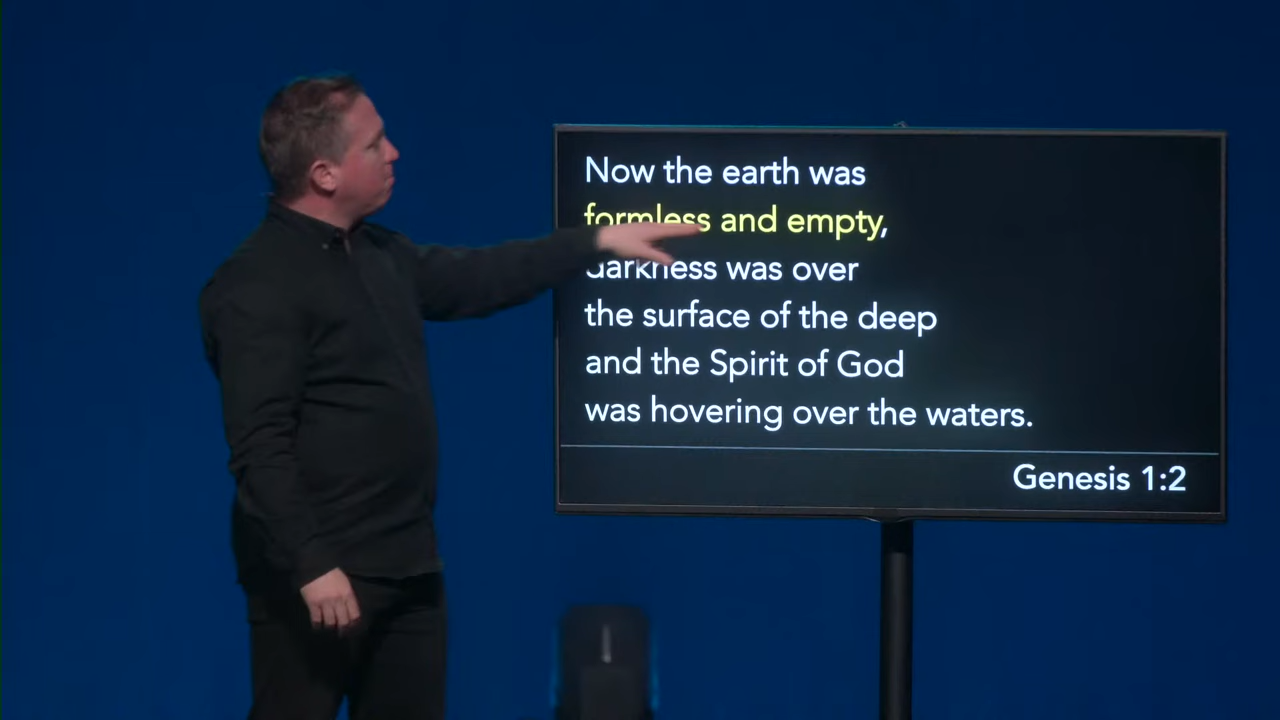 Now the earth was
formless and empty,
darkness was over
the surface of the deep
and the Spirit of God
was hovering over the waters.
Genesis 1:2